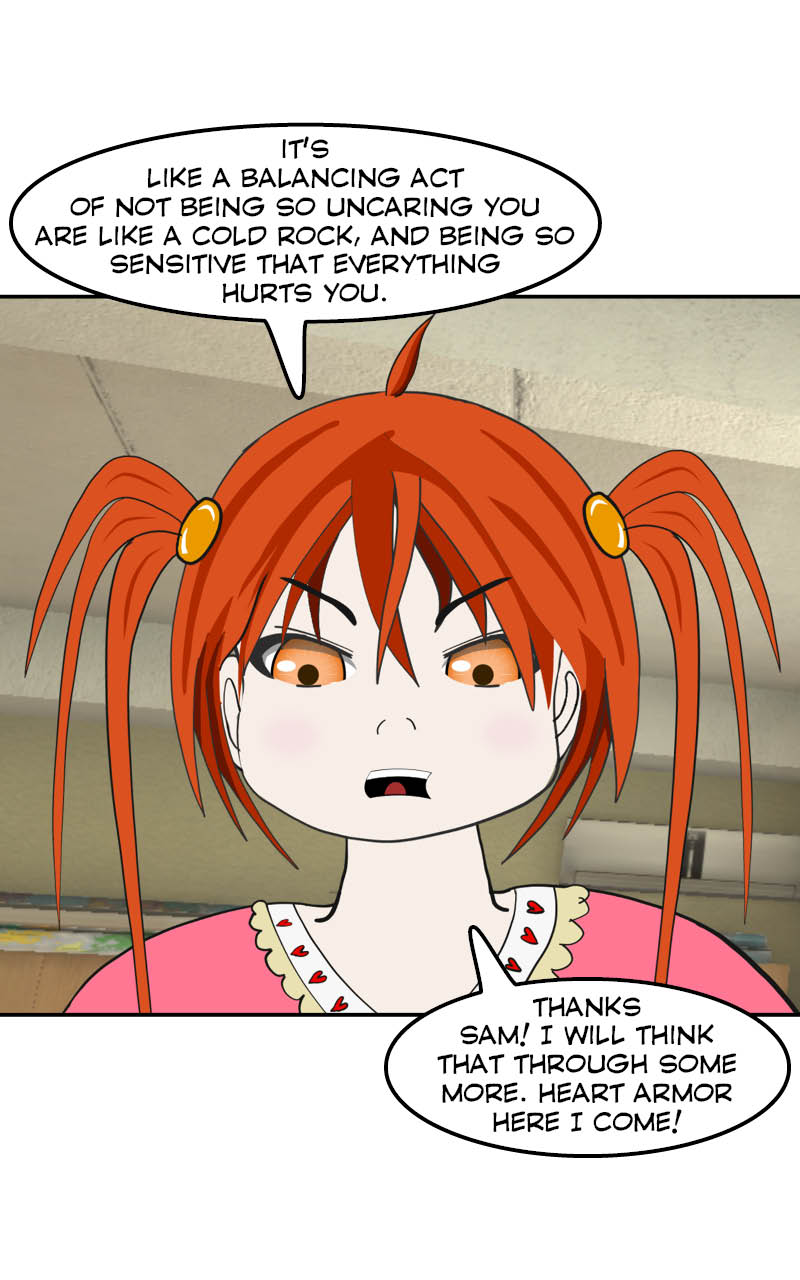 IT'S
LIKE A BALANCING ACT
OF NOT BEING SO UNCARING YOU
ARE LIKE A COLD ROCK, AND BEING SO
SENSITIVE THAT EVERYTHING
HURTS YOU.
THANKS
SAM! I WILL THINK
THAT THROUGH SOME
MORE. HEART ARMOR
HERE I COME!